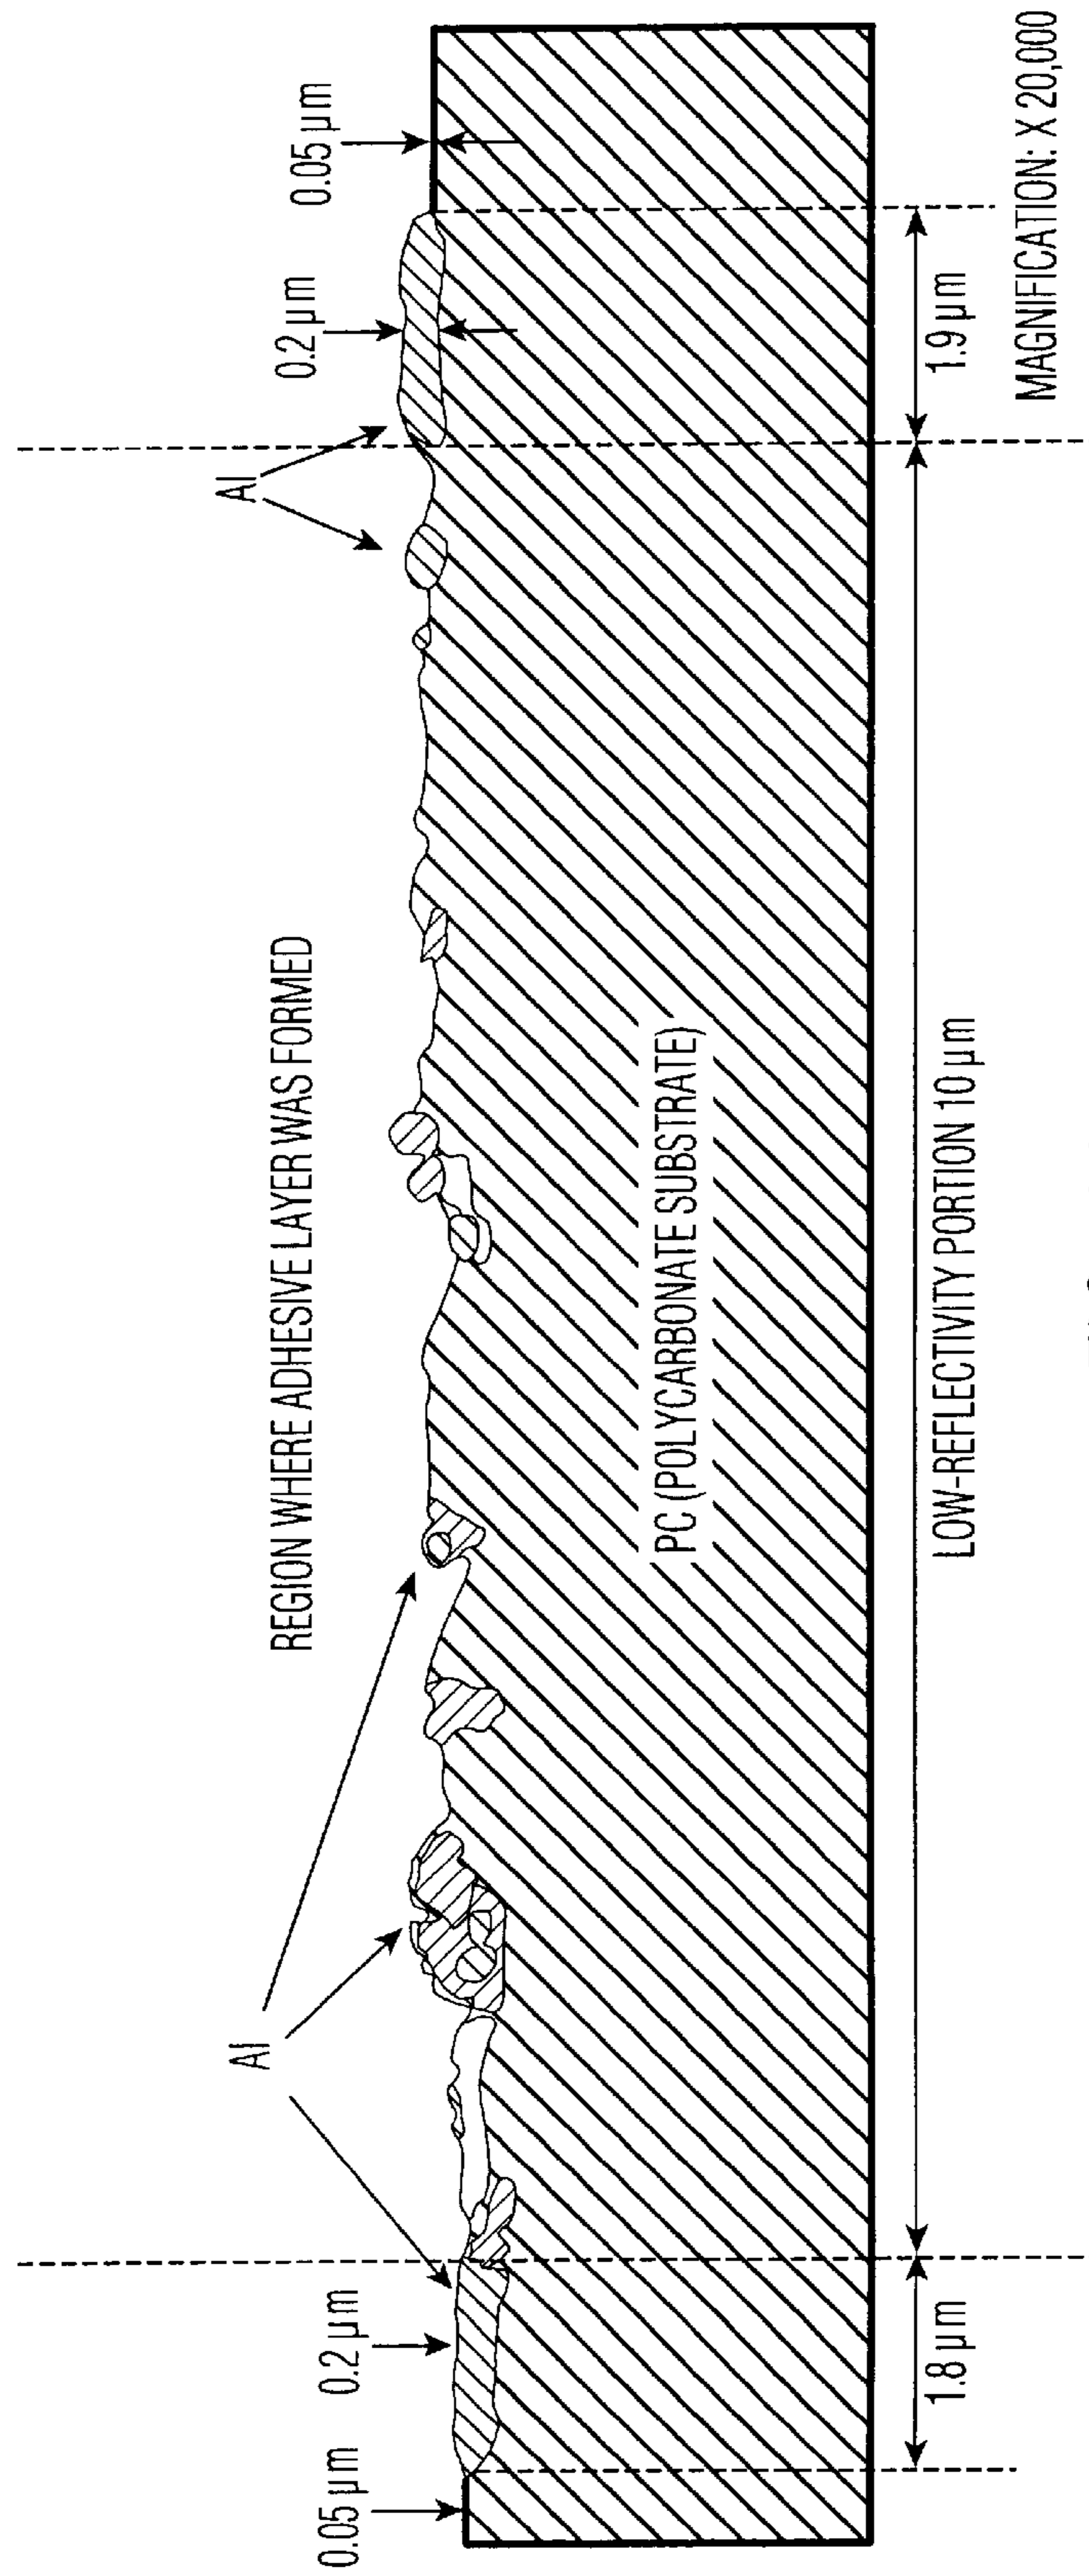 Al
Al
REGION WHERE ADHESIVE LAYER WAS FORMED
0.05 µm
0.2 µm
0.2 µm
0.05 µm
PC (POLYCARBONATE SUBSTRATE)
1.8 µm
LOW-REFLECTIVITY PORTION 10 µm
1.9 µm
MAGNIFICATION: X 20,000